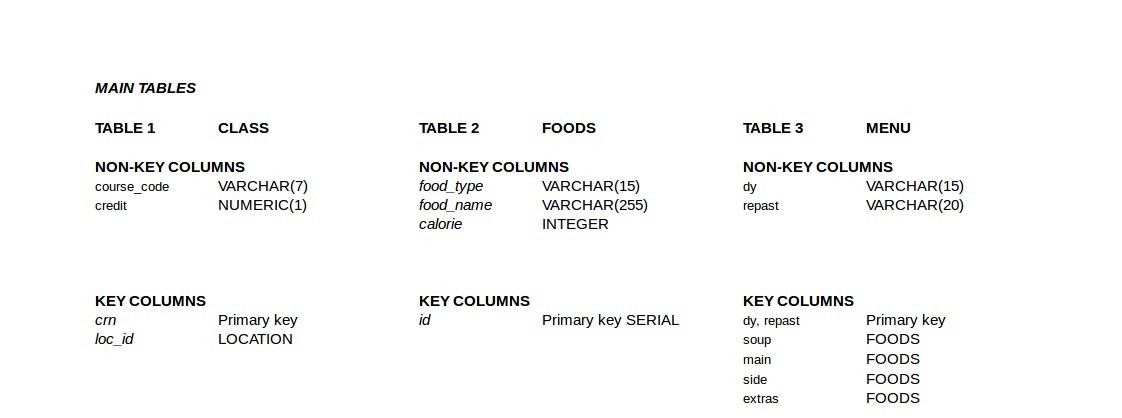 MAIN TABLES
TABLE 1 CLASS TABLE 2 FOODS TABLE 3 MENU
NON-KEY COLUMNS NON-KEY COLUMNS NON-KEY COLUMNS
course_code VARCHAR(7) food_type VARCHAR(15) dy VARCHAR(15)
credit NUMERIC(1) food_name VARCHAR(255) repast VARCHAR(20)
calorie INTEGER
KEY COLUMNS KEY COLUMNS KEY COLUMNS
crn Primary key id Primary key SERIAL dy, repast Primary key
loc_id LOCATION soup FOODS
main FOODS
side FOODS
extras FOODS